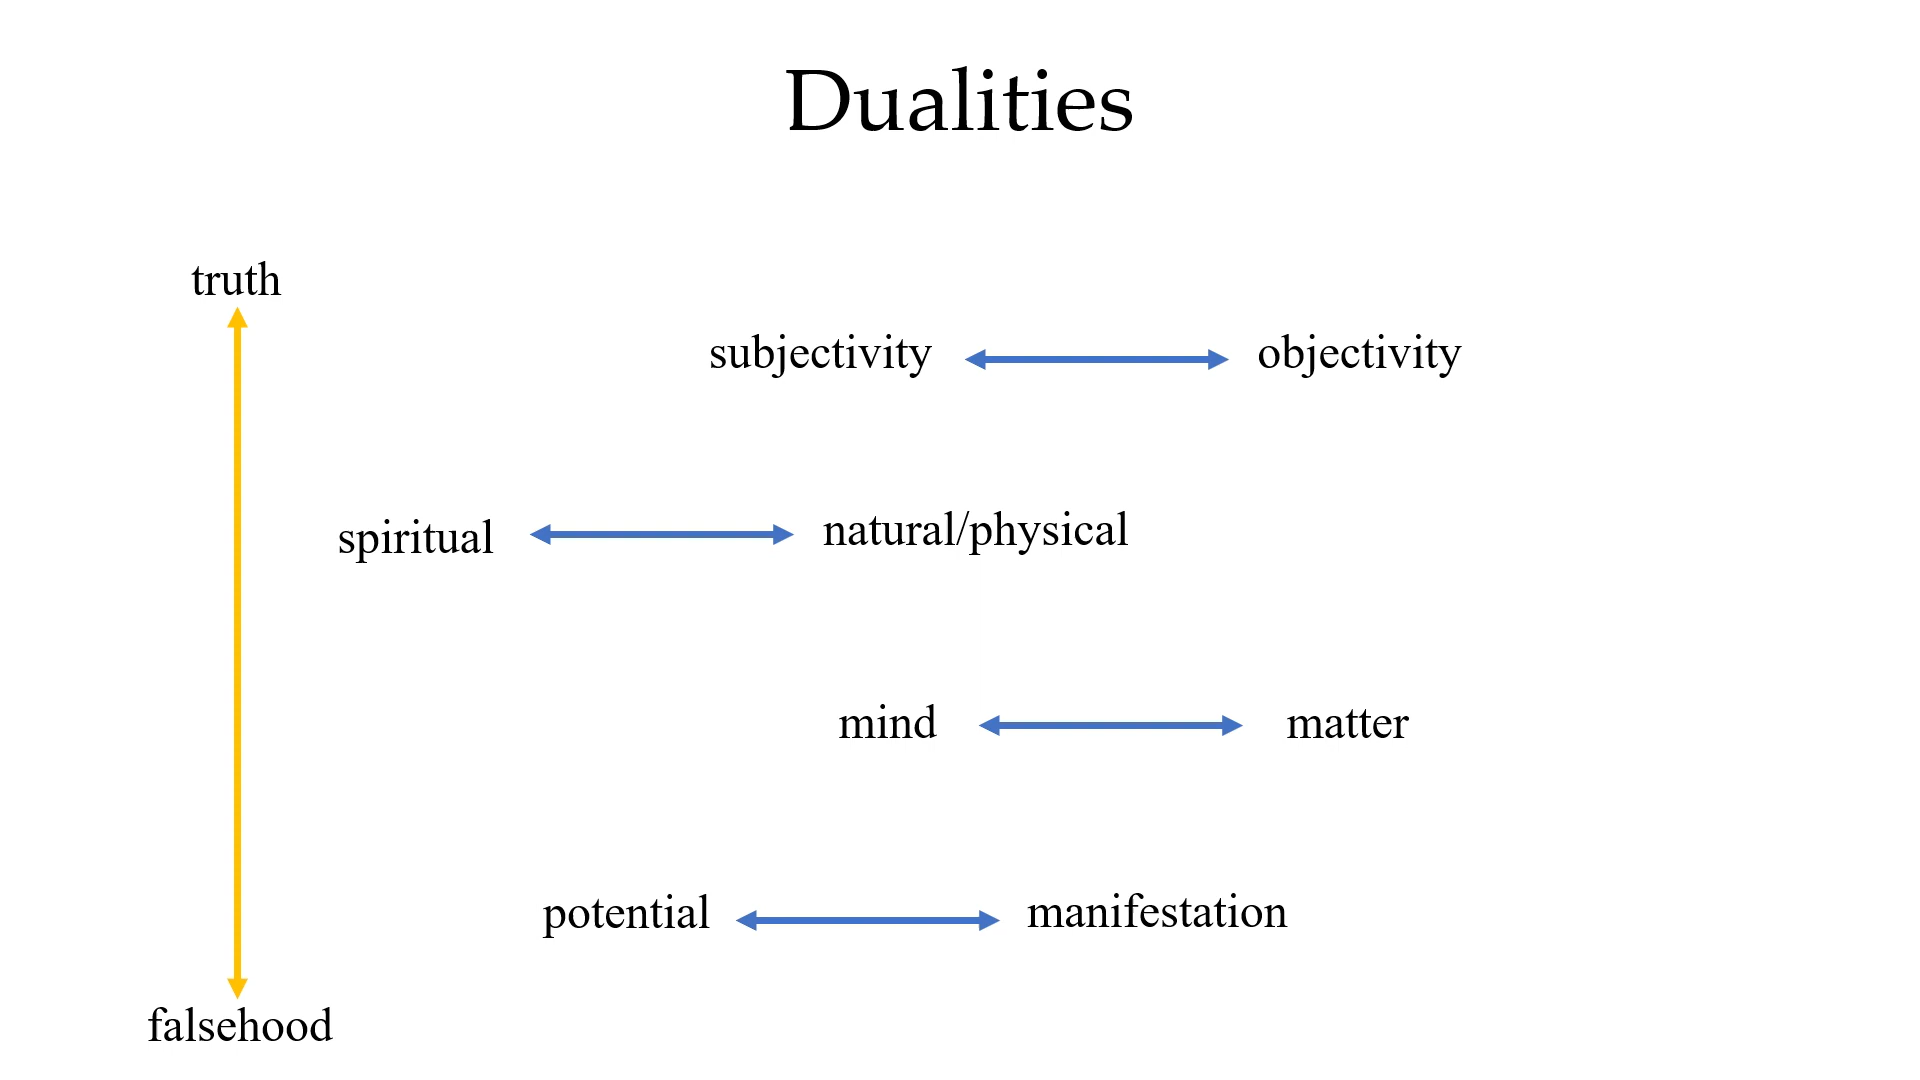 Dualities
truth
subjectivity objectivity
spiritual natural/physical
mind matter
potential manifestation
falsehood